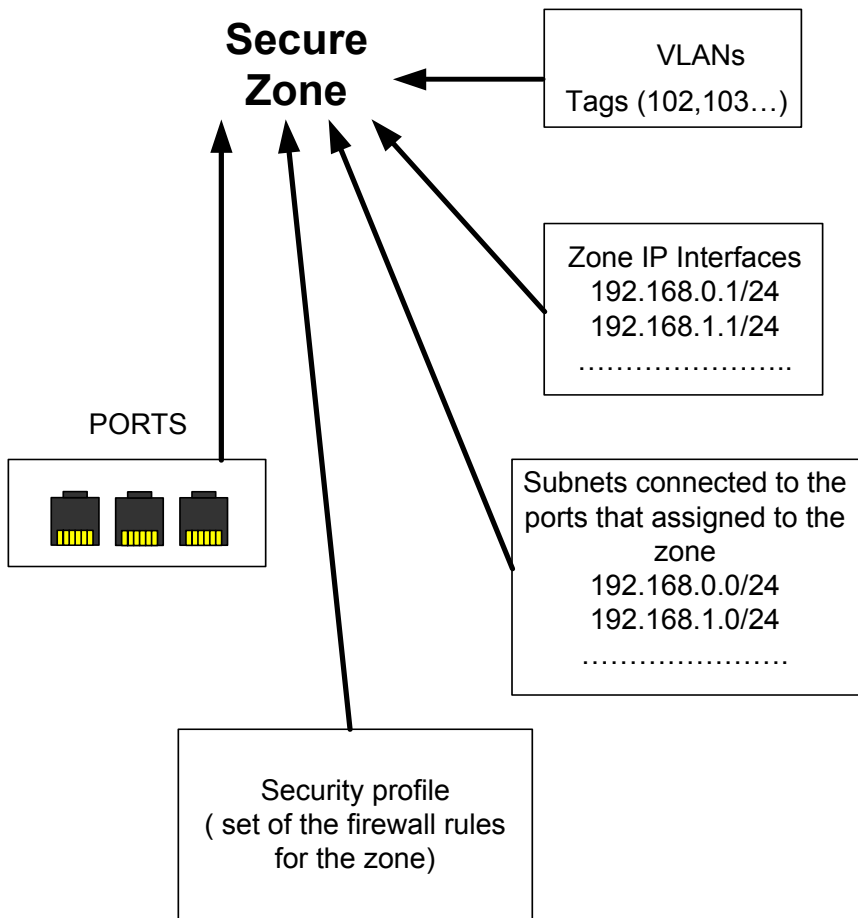 Secure
Zone
VLANs
Tags (102,103…)
Zone IP Interfaces
192.168.0.1/24
192.168.1.1/24
……………………..
PORTS
Subnets connected to the
ports that assigned to the
zone
192.168.0.0/24
192.168.1.0/24
………………….
Security profile
( set of the firewall rules
for the zone)